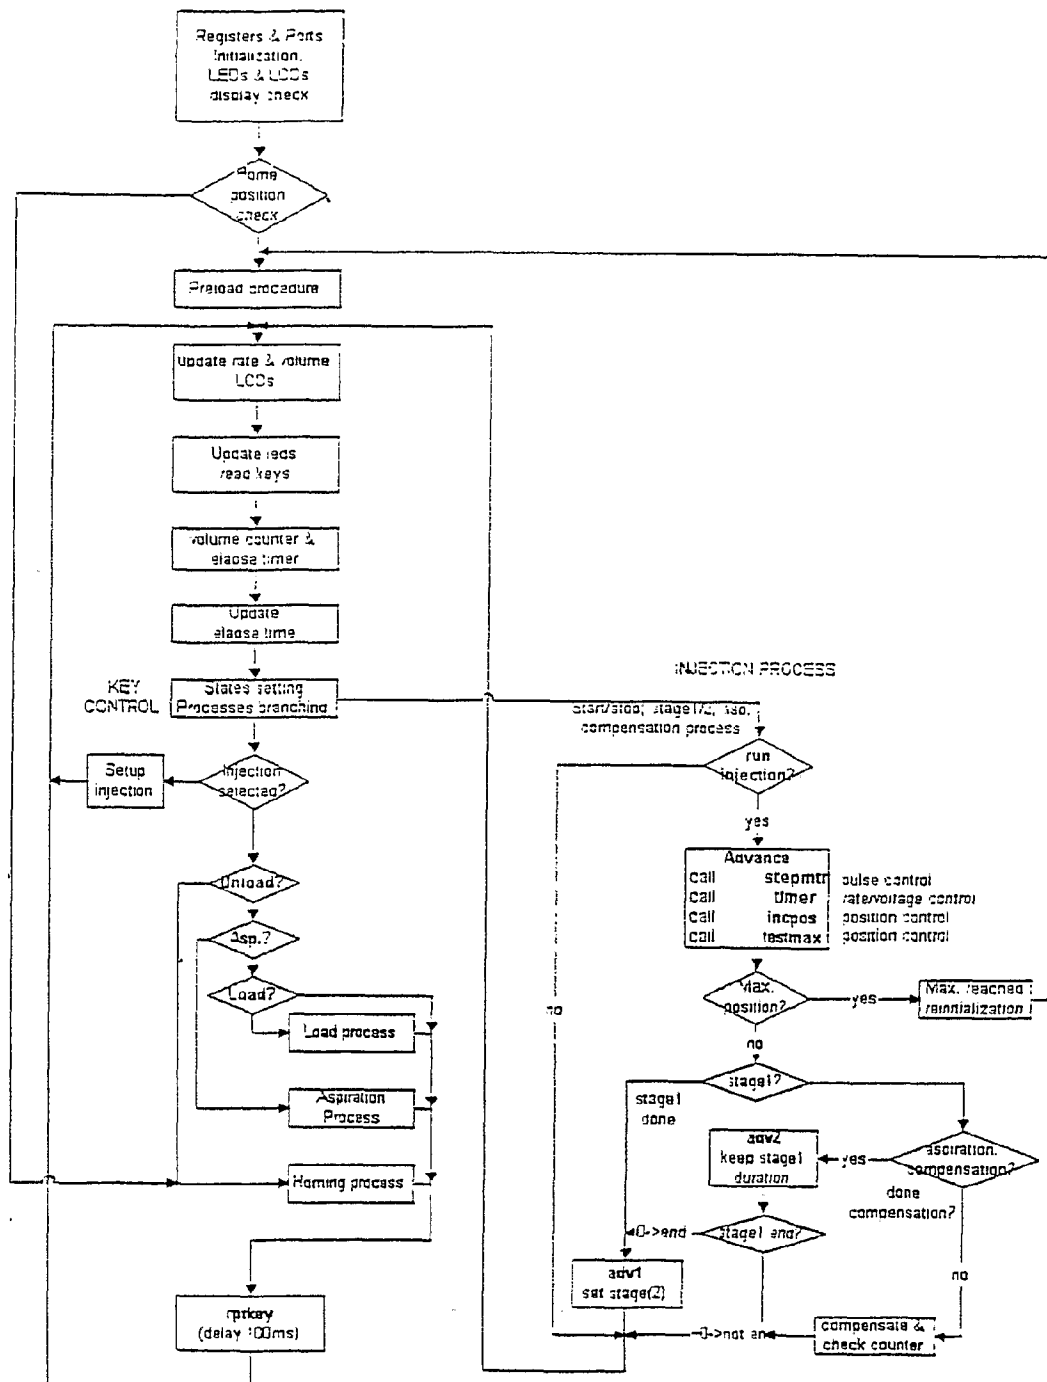 Registers & Ports
Initialization.
LEDs & LCDs
display check
Home
position
check
Preload procedure
Update rate & volume
LCDs
Update leds
read keys
volume counter &
elapse timer
Update
elapse time
KEY
CONTROL
States setting
Processes branching
Setup
injection
Injection
selected?
Unload?
Asp.?
Load?
Load process
Aspiration
Process
Homing process
rptkey
(delay 100ms)
INJECTION PROCESS
Start/stop, stage1/2, asp.
compensation process
run
injection?
yes
Advance
call stepmtr pulse control
call timer rate/voltage control
call incpos position control
call testmax position control
Max.
position?
yes
Max. reached
reinitialization
no
no
stage1?
stage1
done
adv2
keep stage1
duration
yes
aspiration.
compensation?
done
compensation?
stage1 end?
0->end
adv1
set stage(2)
no
0->not en
compensate &
check counter